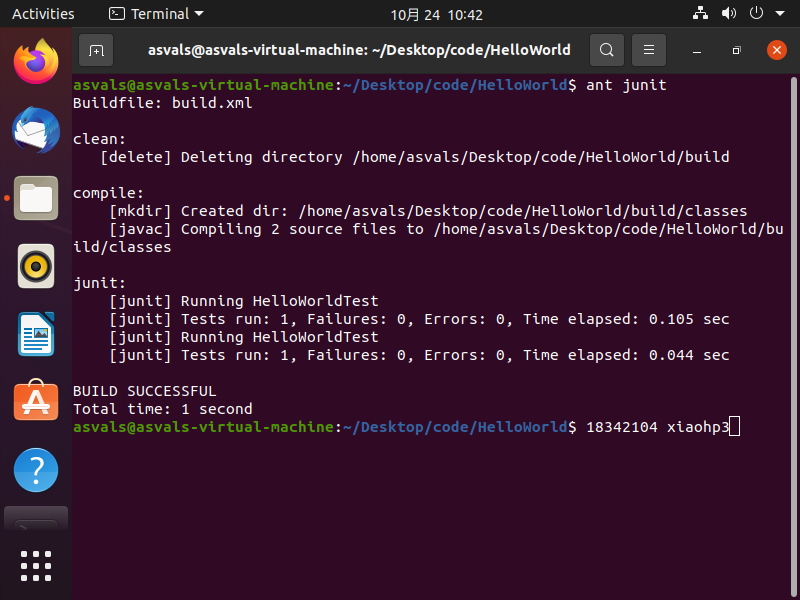 Activities
Terminal
10月 24 10:42
asvals@asvals-virtual-machine: ~/Desktop/code/HelloWorld
asvals@asvals-virtual-machine:~/Desktop/code/HelloWorld$ ant junit
Buildfile: build.xml
clean:
[delete] Deleting directory /home/asvals/Desktop/code/HelloWorld/build
compile:
[mkdir] Created dir: /home/asvals/Desktop/code/HelloWorld/build/classes
[javac] Compiling 2 source files to /home/asvals/Desktop/code/HelloWorld/bu
ild/classes
junit:
[junit] Running HelloWorldTest
[junit] Tests run: 1, Failures: 0, Errors: 0, Time elapsed: 0.105 sec
[junit] Running HelloWorldTest
[junit] Tests run: 1, Failures: 0, Errors: 0, Time elapsed: 0.044 sec
BUILD SUCCESSFUL
Total time: 1 second
asvals@asvals-virtual-machine:~/Desktop/code/HelloWorld$ 18342104 xiaohp3